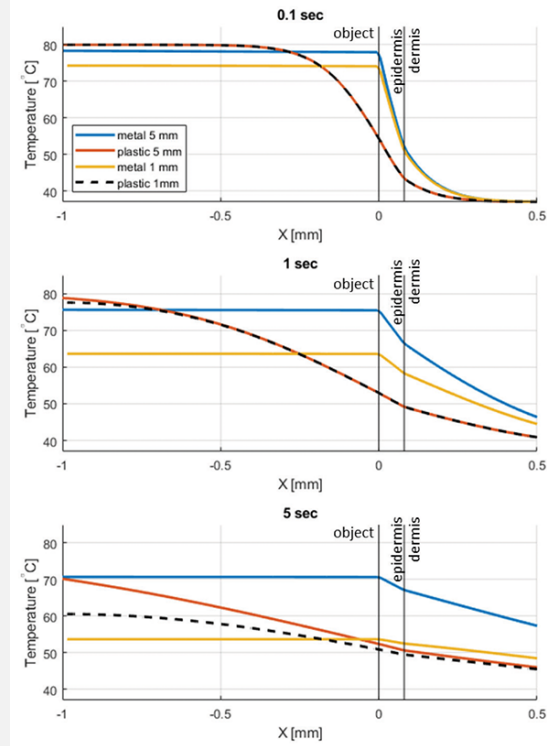 0.1 sec
object
epidermis
dermis
Temperature [°C]
80
70
60
50
40
metal 5 mm
plastic 5 mm
metal 1 mm
plastic 1mm
-1
-0.5
0
0.5
X [mm]
1 sec
object
epidermis
dermis
Temperature [°C]
80
70
60
50
40
-1
-0.5
0
0.5
X [mm]
5 sec
object
epidermis
dermis
Temperature [°C]
80
70
60
50
40
-1
-0.5
0
0.5
X [mm]